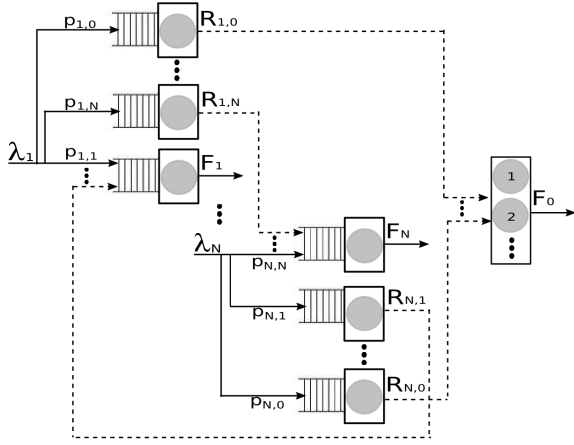 p1,0
R1,0
p1,N
R1,N
λ1
p1,1
F1
1
F0
2
λN
FN
pN,N
pN,1
RN,1
pN,0
RN,0